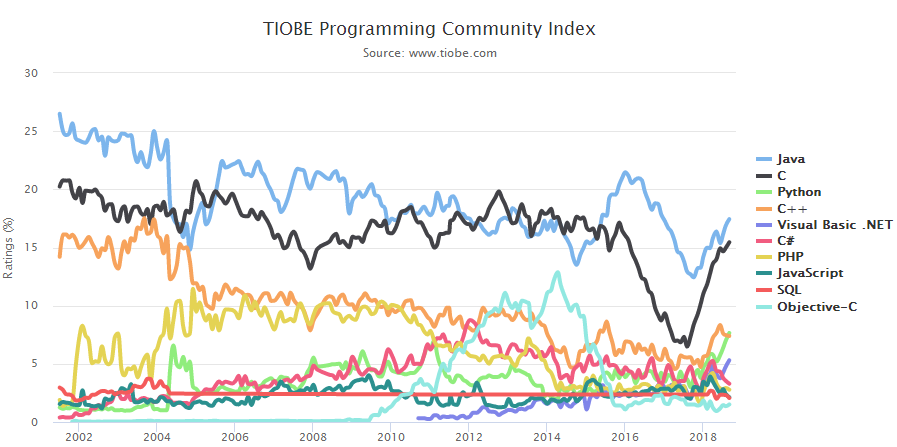 TIOBE Programming Community Index
Source: www.tiobe.com
Ratings (%)
30
25
20
15
10
5
0
2002 2004 2006 2008 2010 2012 2014 2016 2018
Java
C
Python
C++
Visual Basic .NET
C#
PHP
JavaScript
SQL
Objective-C